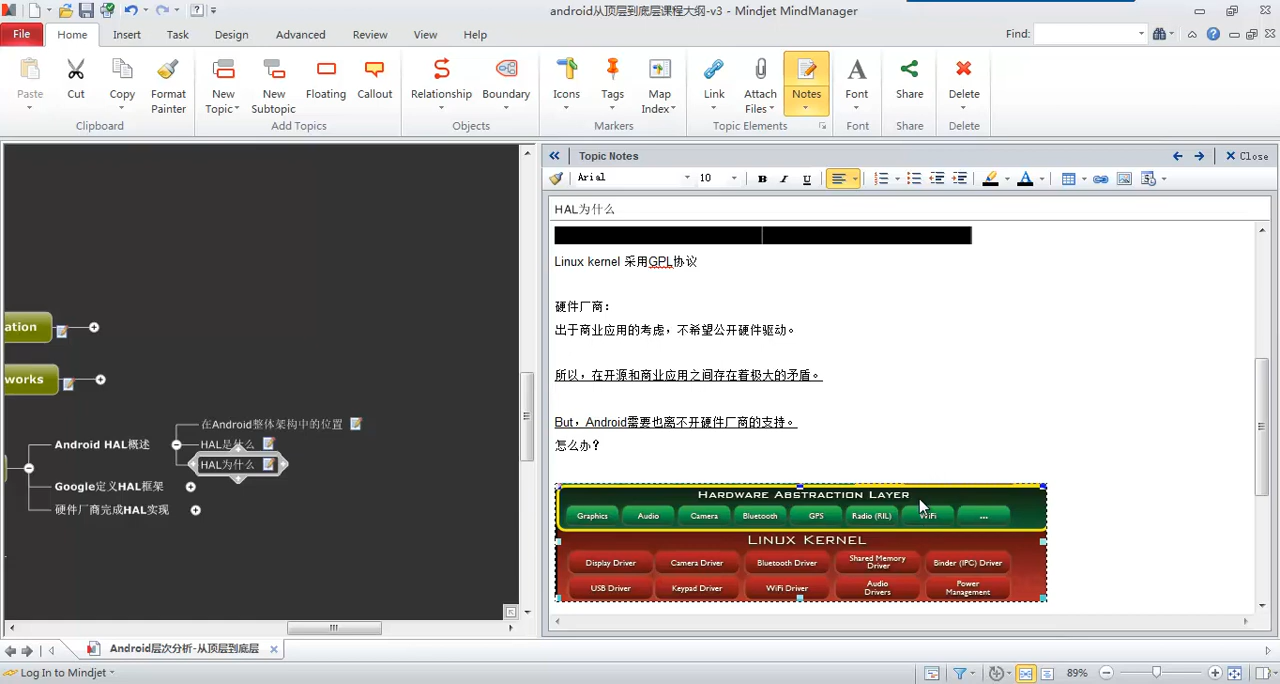 android从顶层到底层课程大纲-v3 - Mindjet MindManager
File Home Insert Task Design Advanced Review View Help Find:
Paste Cut Copy Format Painter New Topic New Subtopic Floating Callout Relationship Boundary Icons Tags Map Index Link Attach Files Notes Font Share Delete
Clipboard Add Topics Objects Markers Topic Elements Font Share Delete
Topic Notes Close
Arial 10 B I U
HAL为什么
Linux kernel 采用GPL协议
硬件厂商:
出于商业应用的考虑，不希望公开硬件驱动。
所以，在开源和商业应用之间存在着极大的矛盾。
But，Android需要也离不开硬件厂商的支持。
怎么办?
HARDWARE ABSTRACTION LAYER
Graphics Audio Camera Bluetooth GPS Radio (RIL) WiFi ...
LINUX KERNEL
Display Driver Camera Driver Bluetooth Driver Shared Memory Driver Binder (IPC) Driver
USB Driver Keypad Driver WiFi Driver Audio Drivers Power Management
ation
works
在Android整体架构中的位置
Android HAL概述
HAL是什么
HAL为什么
Google定义HAL框架
硬件厂商完成HAL实现
Android层次分析-从顶层到底层
Log In to Mindjet
89%